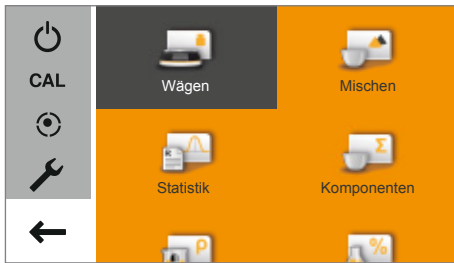 CAL
Wägen
Mischen
Statistik
Σ
Komponenten
ρ
%